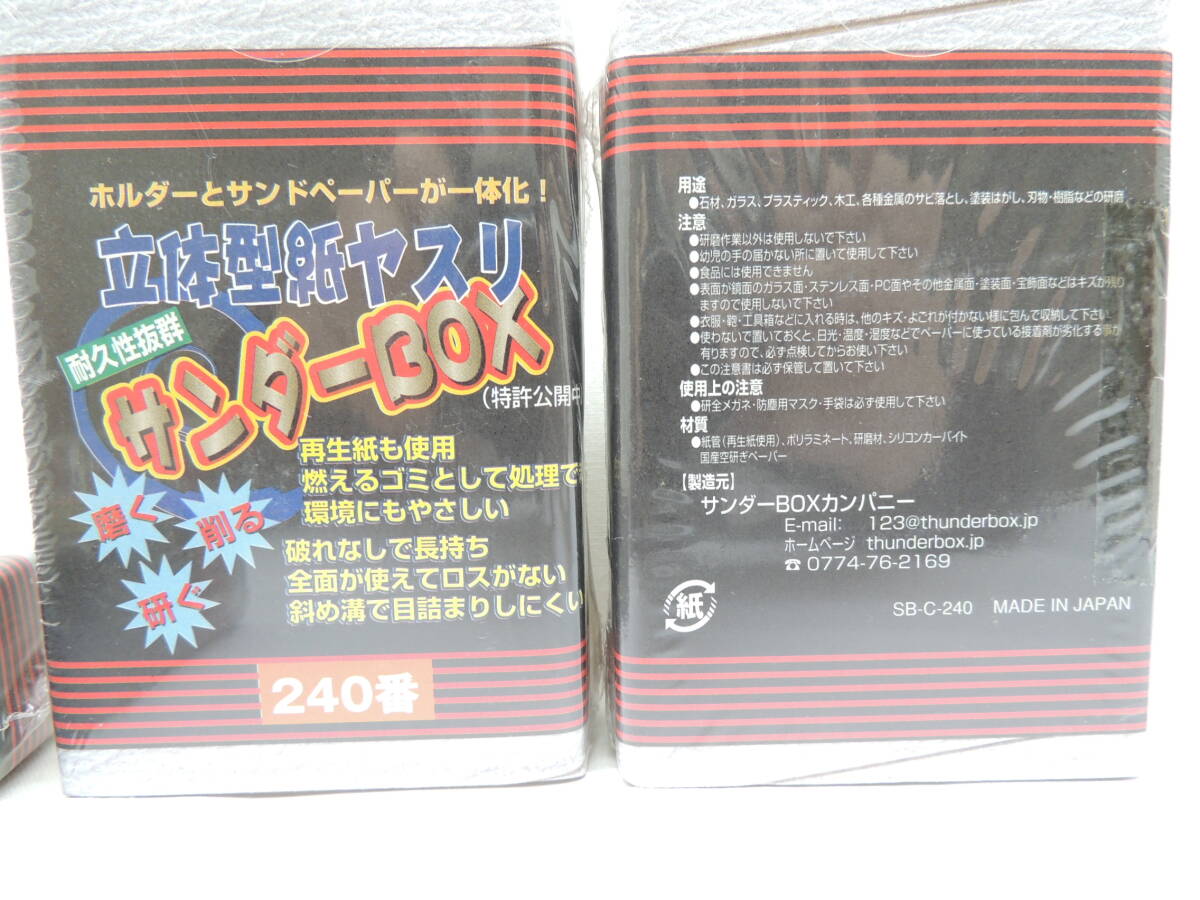 ホルダーとサンドペーパーが一体化！
立体型紙ヤスリ
耐久性抜群
サンダーBOX
(特許公開中
再生紙も使用
燃えるゴミとして処理で
環境にもやさしい
磨く
削る
研ぐ
破れなしで長持ち
全面が使えてロスがない
斜め溝で目詰まりしにくい
240番
用途
●石材、ガラス、プラスティック、木工、各種金属のサビ落とし、塗装はがし、刃物・樹脂などの研磨
注意
●研磨作業以外は使用しないで下さい
●幼児の手の届かない所に置いて使用して下さい
●食品には使用できません
●表面が鏡面のガラス面・ステンレス面・PC面やその他金属面・塗装面・宝飾面などはキズが残り
ますので使用しないで下さい
●衣服・鞄・工具箱などに入れる時は、他のキズ・よごれが付かない様に包んで収納して下さい
●使わないで置いておくと、日光・温度・湿度などでペーパーに使っている接着剤が劣化する事が
有りますので、必ず点検してからお使い下さい
●この注意書は必ず保管して置いて下さい
使用上の注意
●研全メガネ・防塵用マスク・手袋は必ず使用して下さい
材質
●紙管(再生紙使用)、ポリラミネート、研磨材、シリコンカーバイト
国産空研ぎペーパー
【製造元】
サンダーBOXカンパニー
E-mail: 123@thunderbox.jp
ホームページ thunderbox.jp
☎ 0774-76-2169
紙
SB-C-240 MADE IN JAPAN